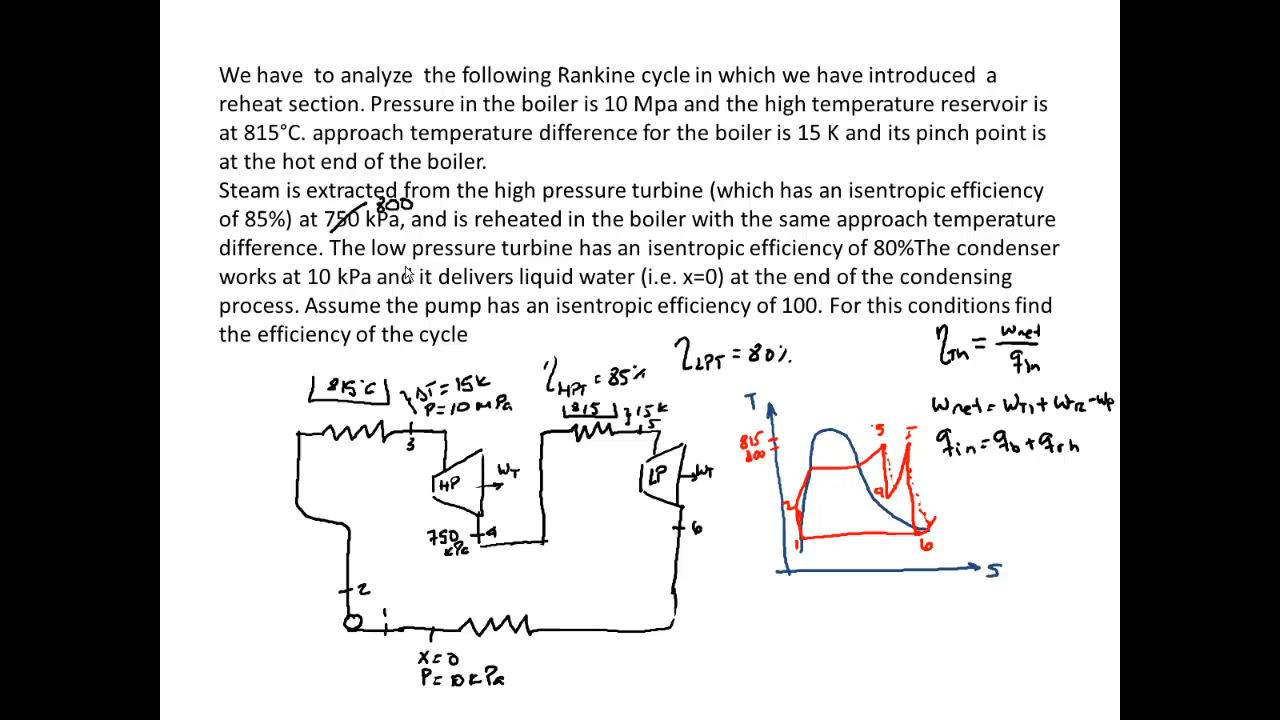 We have to analyze the following Rankine cycle in which we have introduced a
reheat section. Pressure in the boiler is 10 Mpa and the high temperature reservoir is
at 815°C. approach temperature difference for the boiler is 15 K and its pinch point is
at the hot end of the boiler.
Steam is extracted from the high pressure turbine (which has an isentropic efficiency
800
of 85%) at 750 kPa, and is reheated in the boiler with the same approach temperature
difference. The low pressure turbine has an isentropic efficiency of 80%The condenser
works at 10 kPa and it delivers liquid water (i.e. x=0) at the end of the condensing
process. Assume the pump has an isentropic efficiency of 100. For this conditions find
the efficiency of the cycle
η_Th = w_net / q_in
w_net = w_T1 + w_T2 - w_p
q_in = q_b + q_rh
815°C
ΔT = 15K
P = 10 MPa
η_HPT = 85%
η_LPT = 80%
815
15K
3
5
HP
W_T
LP
W_T
750
kPa
4
6
2
1
x=0
P=10kPa
T
815
800
5
4
2
1
6
S